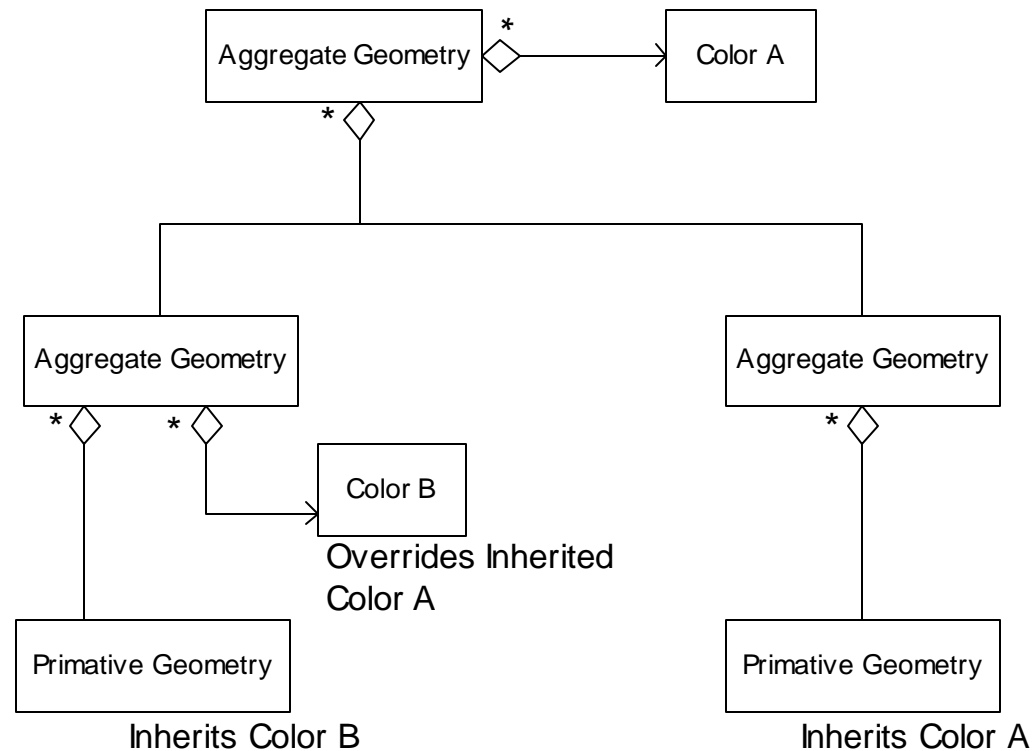 *
Aggregate Geometry
Color A
*
Aggregate Geometry
Aggregate Geometry
*
*
*
Color B
Overrides Inherited
Color A
Primative Geometry
Primative Geometry
Inherits Color B
Inherits Color A